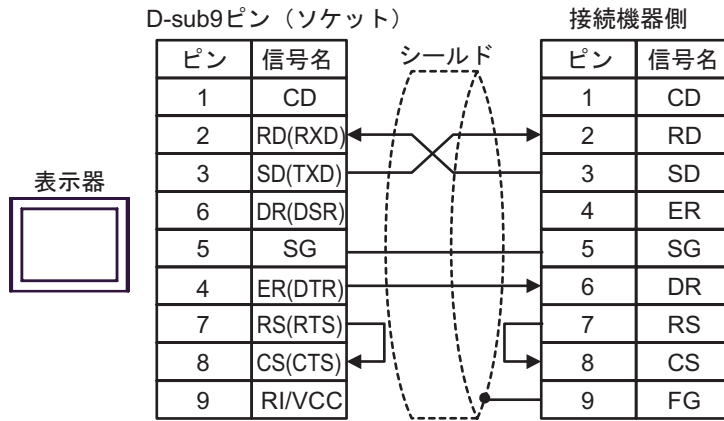 D-sub9ピン（ソケット） 接続機器側
ピン 信号名 シールド ピン 信号名
1 CD 1 CD
2 RD(RXD) 2 RD
3 SD(TXD) 3 SD
表示器
6 DR(DSR) 4 ER
5 SG 5 SG
4 ER(DTR) 6 DR
7 RS(RTS) 7 RS
8 CS(CTS) 8 CS
9 RI/VCC 9 FG